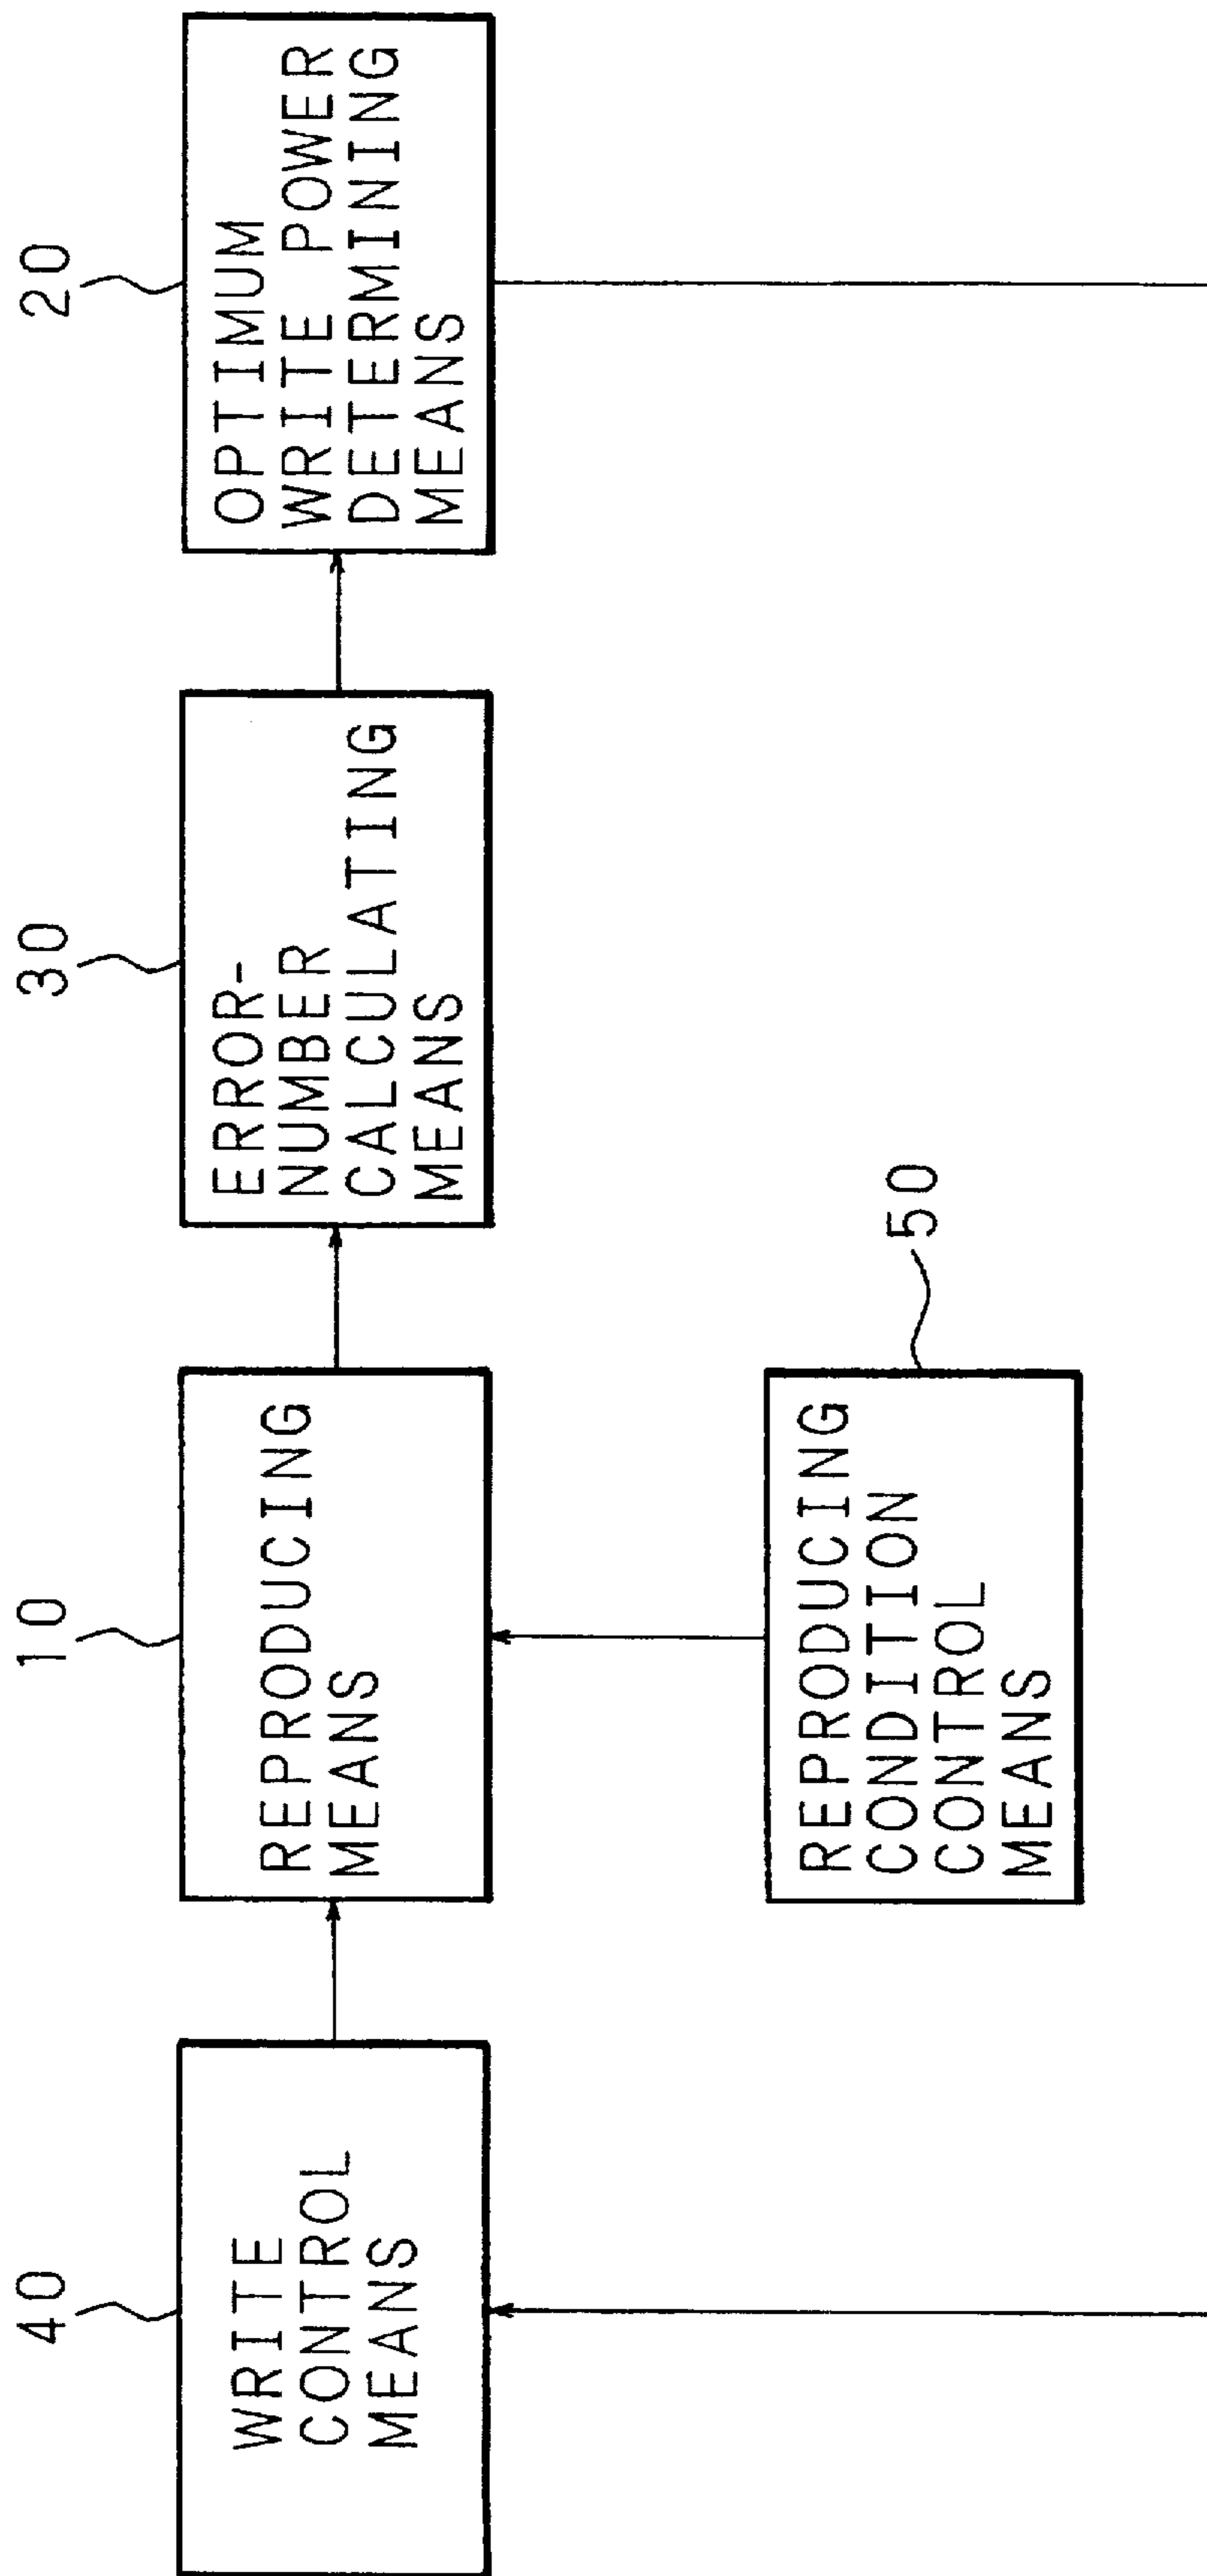 40
WRITE
CONTROL
MEANS
10
REPRODUCING
MEANS
30
ERROR-
NUMBER
CALCULATING
MEANS
20
OPTIMUM
WRITE POWER
DETERMINING
MEANS
50
REPRODUCING
CONDITION
CONTROL
MEANS